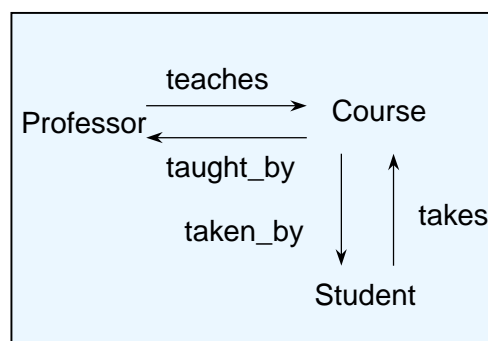 teaches
Professor
Course
taught_by
taken_by
takes
Student